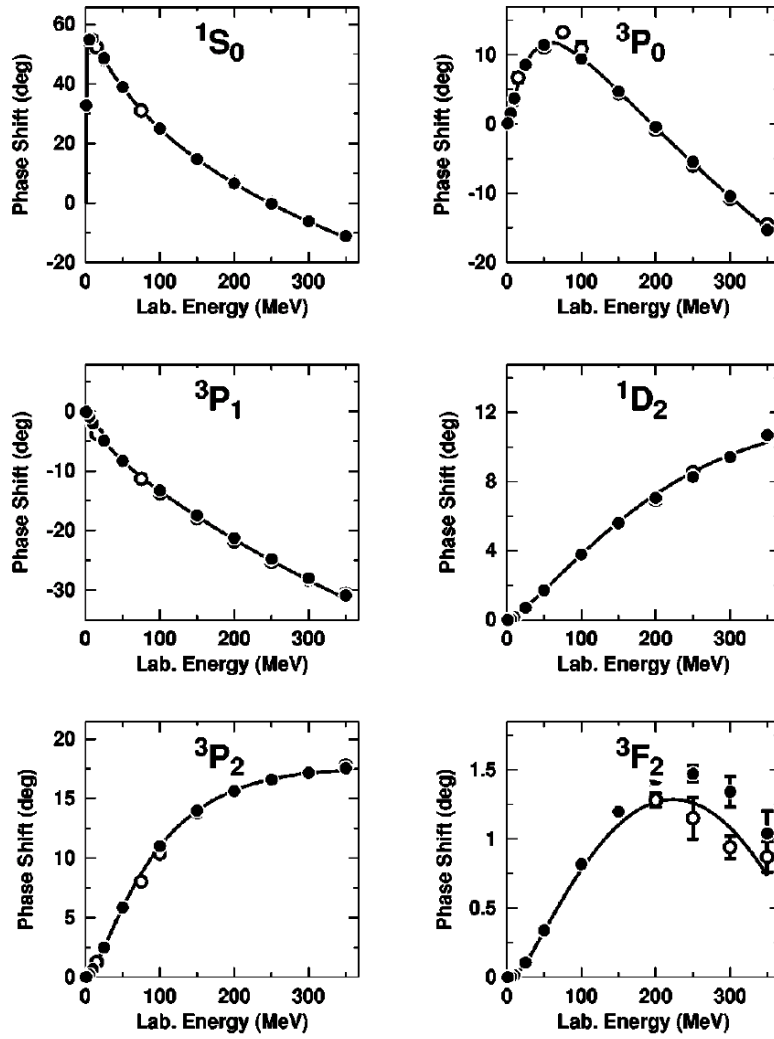 ¹S₀
Phase Shift (deg)
60
40
20
0
-20
0 100 200 300
Lab. Energy (MeV)
³P₀
Phase Shift (deg)
10
0
-10
-20
0 100 200 300
Lab. Energy (MeV)
³P₁
Phase Shift (deg)
0
-10
-20
-30
0 100 200 300
Lab. Energy (MeV)
¹D₂
Phase Shift (deg)
12
8
4
0
0 100 200 300
Lab. Energy (MeV)
³P₂
Phase Shift (deg)
20
15
10
5
0
0 100 200 300
Lab. Energy (MeV)
³F₂
Phase Shift (deg)
1.5
1
0.5
0
0 100 200 300
Lab. Energy (MeV)